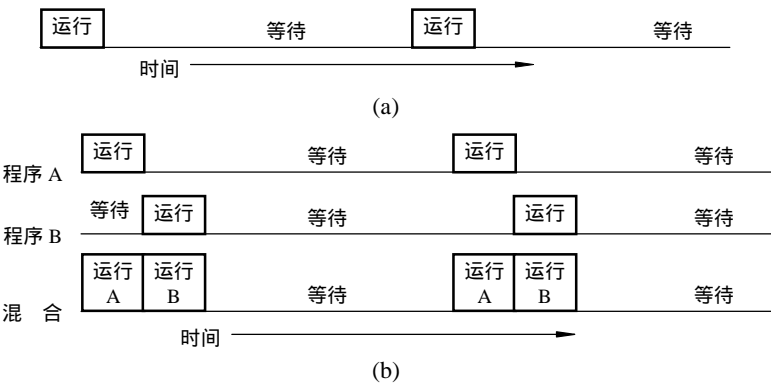 运行 等待 运行 等待
时间
(a)
程序 A 运行 等待 运行 等待
程序 B 等待 运行 等待 运行 等待
混 合 运行 A 运行 B 等待 运行 A 运行 B 等待
时间
(b)